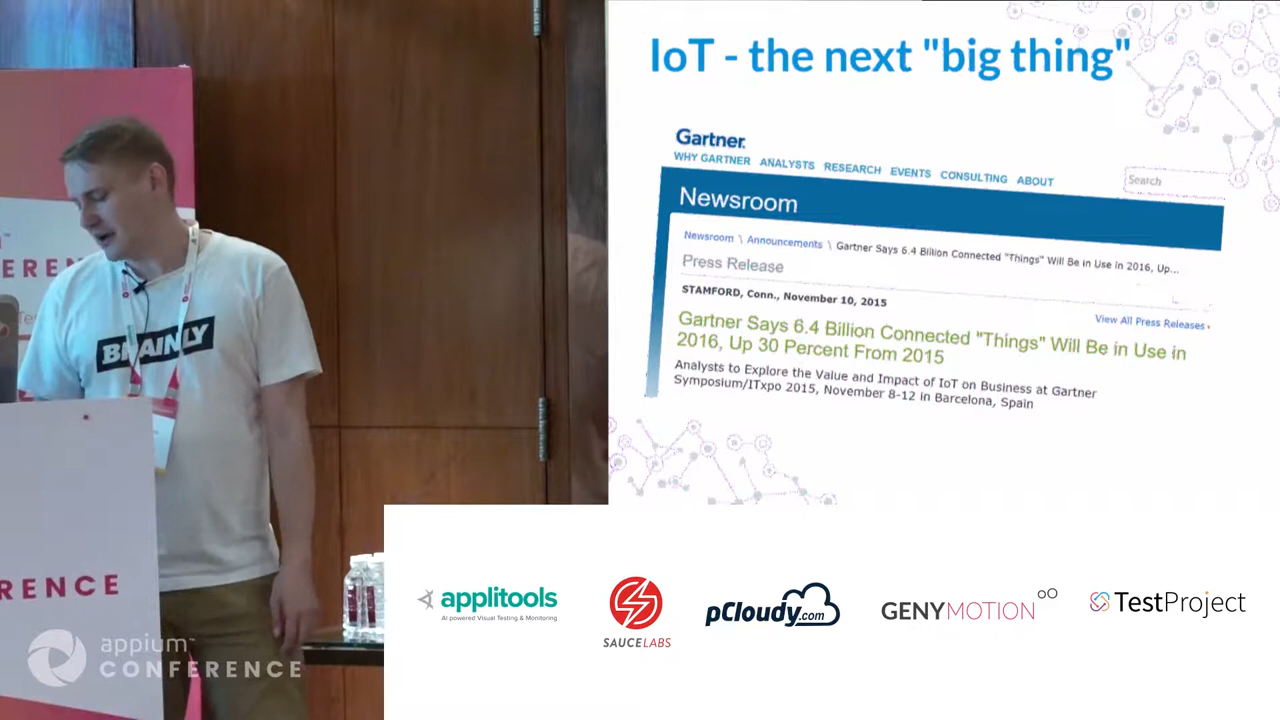 IoT - the next "big thing"
Gartner.
WHY GARTNER ANALYSTS RESEARCH EVENTS CONSULTING ABOUT
Search
Newsroom
Newsroom \ Announcements \ Gartner Says 6.4 Billion Connected "Things" Will Be in Use in 2016, Up...
Press Release
STAMFORD, Conn., November 10, 2015
View All Press Releases
Gartner Says 6.4 Billion Connected "Things" Will Be in Use in
2016, Up 30 Percent From 2015
Analysts to Explore the Value and Impact of IoT on Business at Gartner
Symposium/ITxpo 2015, November 8-12 in Barcelona, Spain
BRAINLY
EREN
RENCE
appium™
CONFERENCE
applitools
AI powered Visual Testing & Monitoring
SAUCELABS
pCloudy.com
GENYMOTION
TestProject